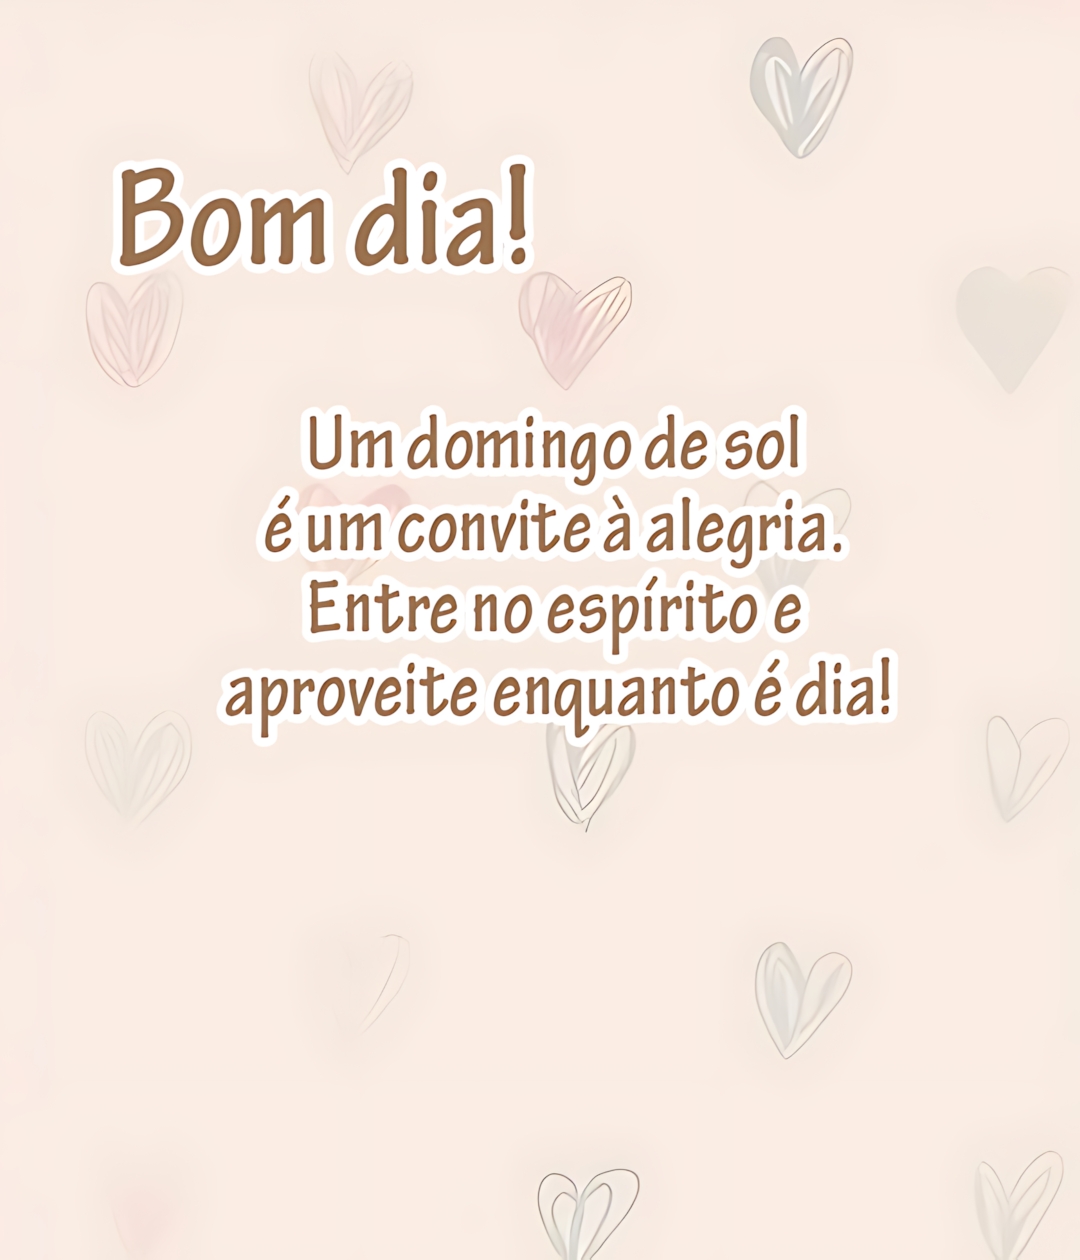 Bom dia!
Um domingo de sol
é um convite à alegria.
Entre no espírito e
aproveite enquanto é dia!